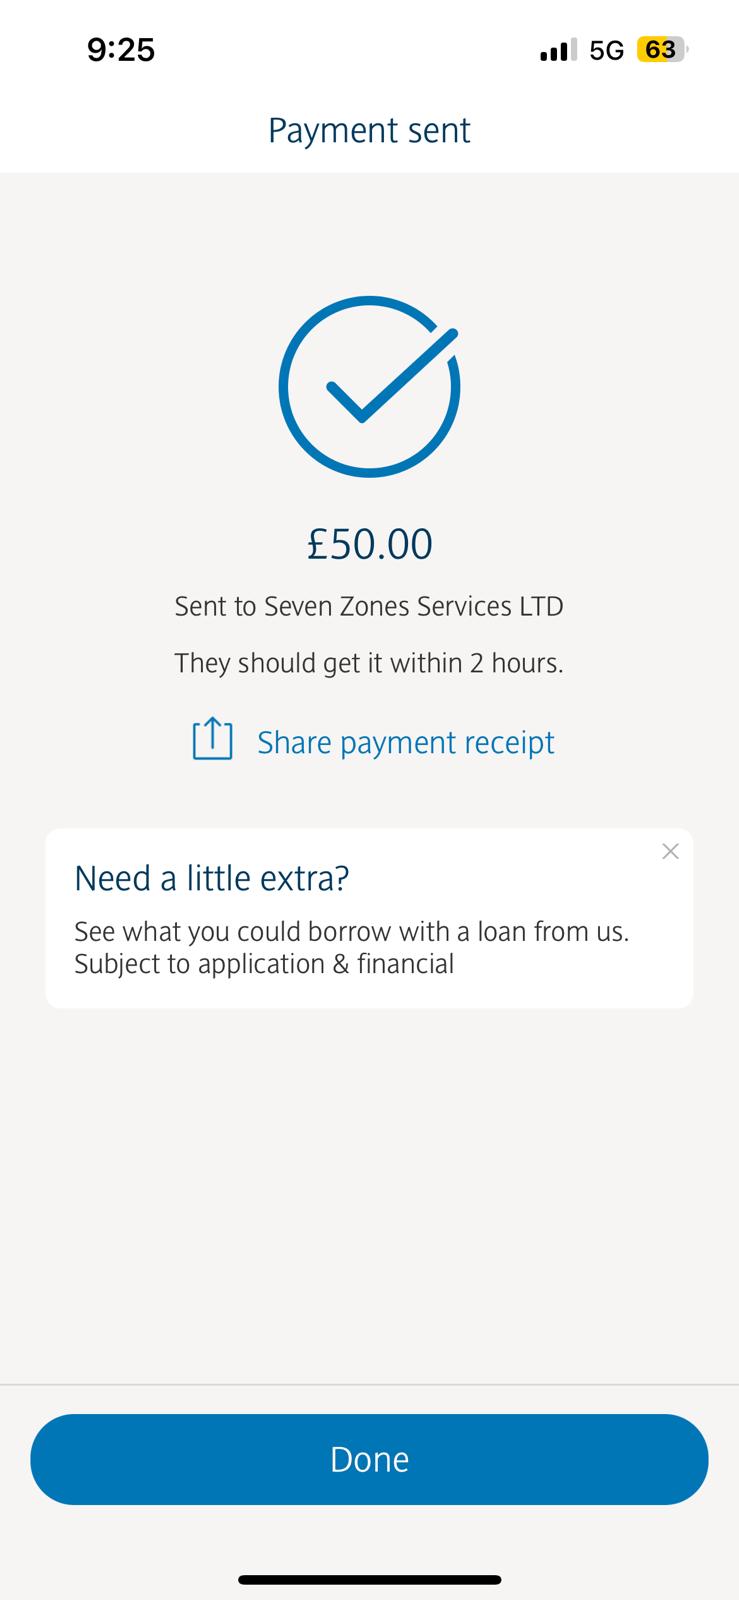 9:25
5G 63
Payment sent
£50.00
Sent to Seven Zones Services LTD
They should get it within 2 hours.
Share payment receipt
Need a little extra?
See what you could borrow with a loan from us.
Subject to application & financial
Done